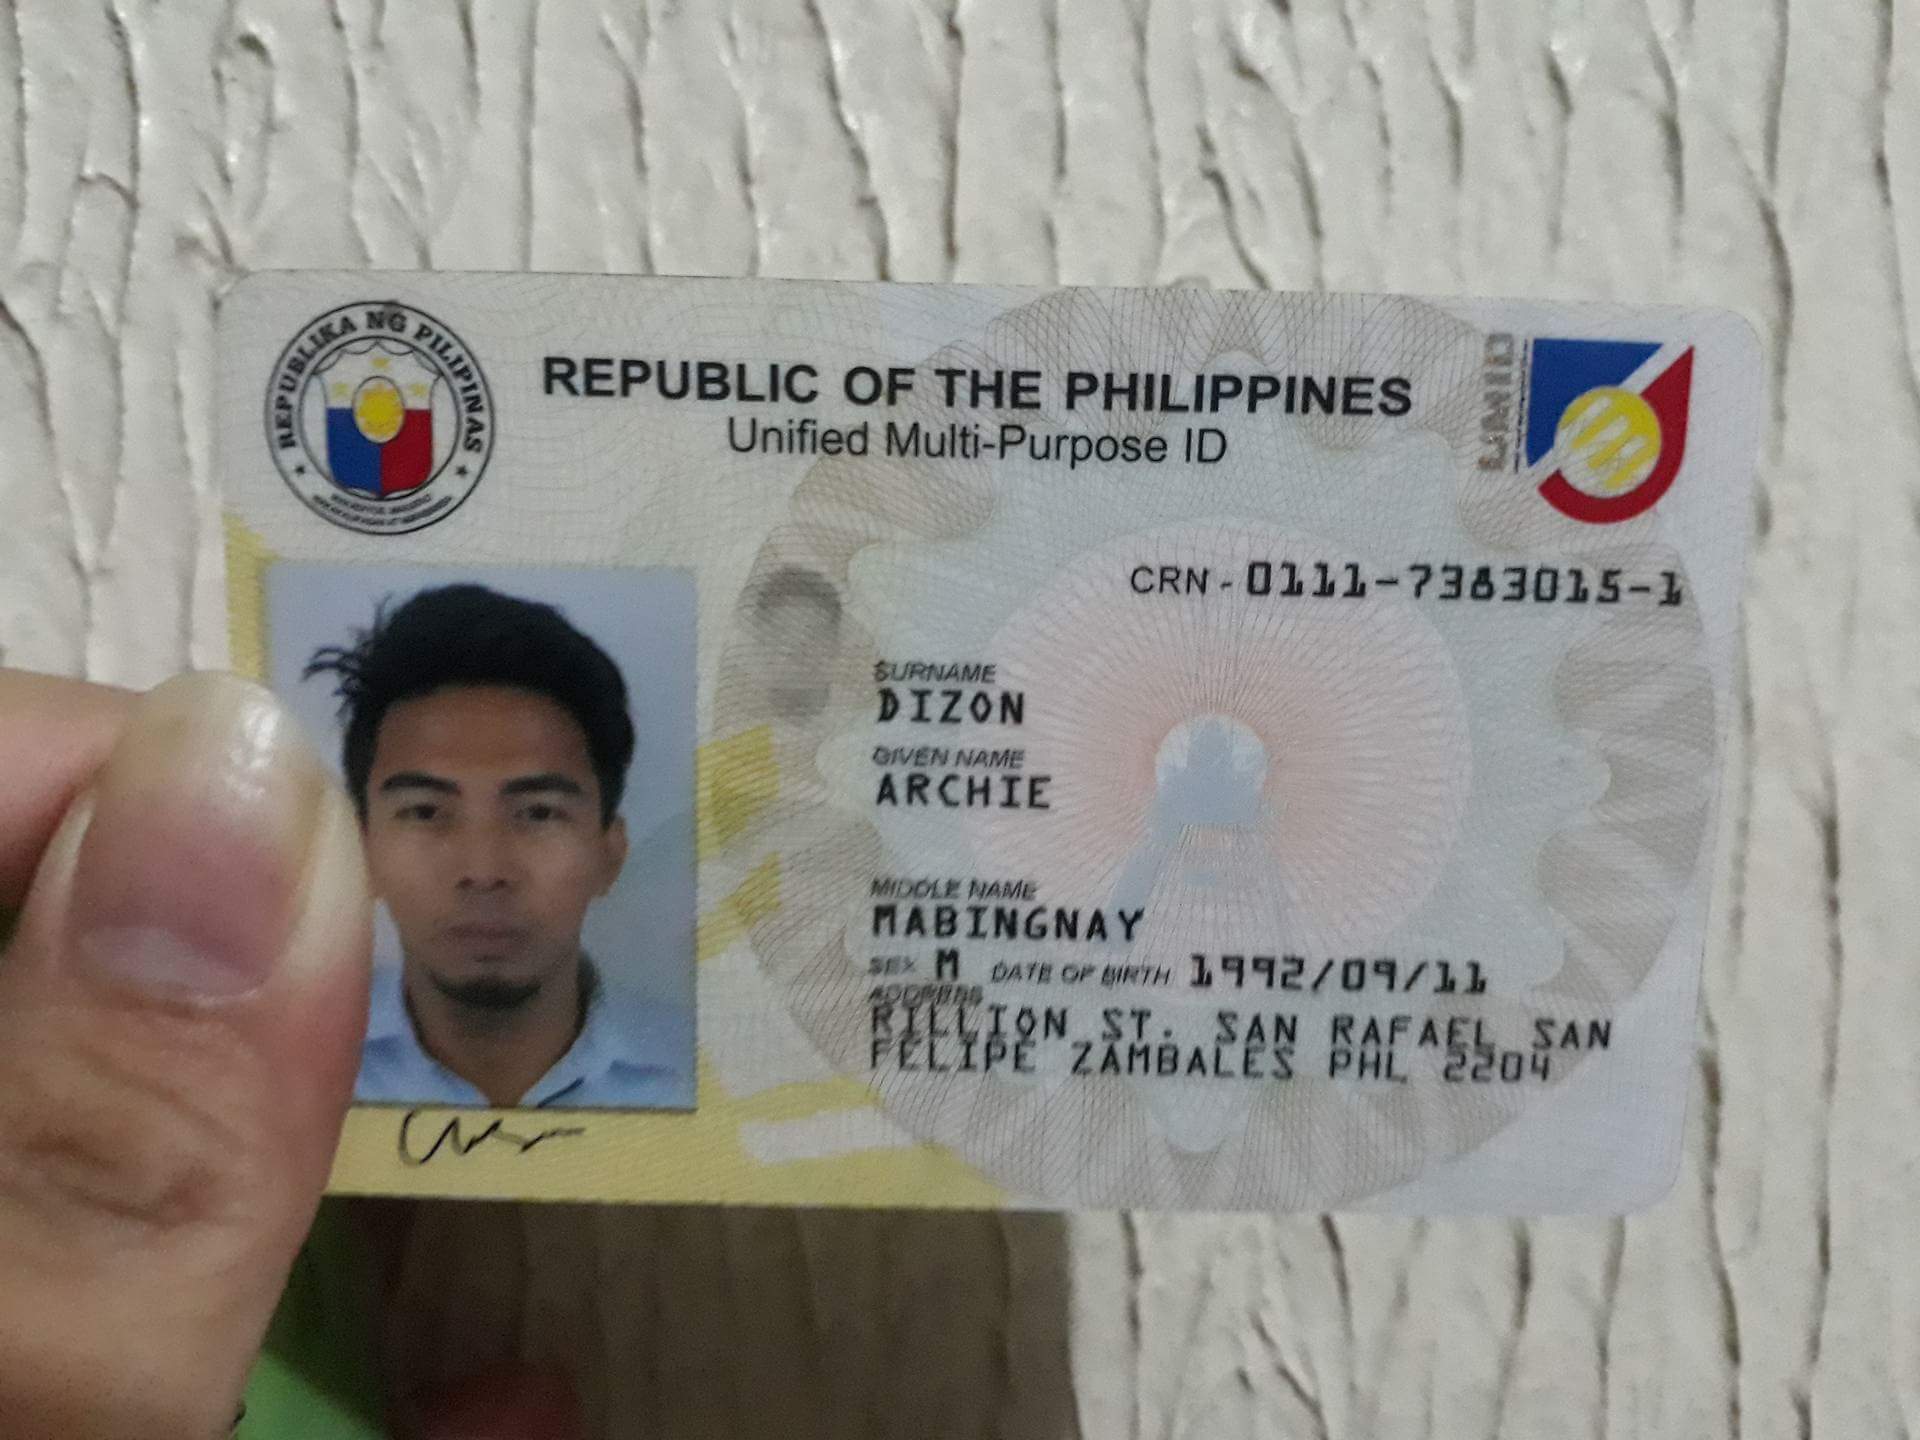 REPUBLIKA NG PILIPINAS
REPUBLIC OF THE PHILIPPINES
Unified Multi-Purpose ID
UMID
CRN - 0111-7383015-1
SURNAME
DIZON
GIVEN NAME
ARCHIE
MIDDLE NAME
MABINGNAY
SEX M DATE OF BIRTH 1992/09/11
ADDRESS
RILLION ST. SAN RAFAEL SAN
FELIPE ZAMBALES PHL 2204